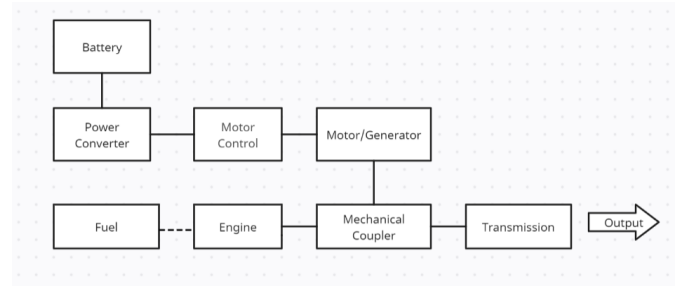 Battery
Power
Converter
Motor
Control
Motor/Generator
Fuel
Engine
Mechanical
Coupler
Transmission
Output